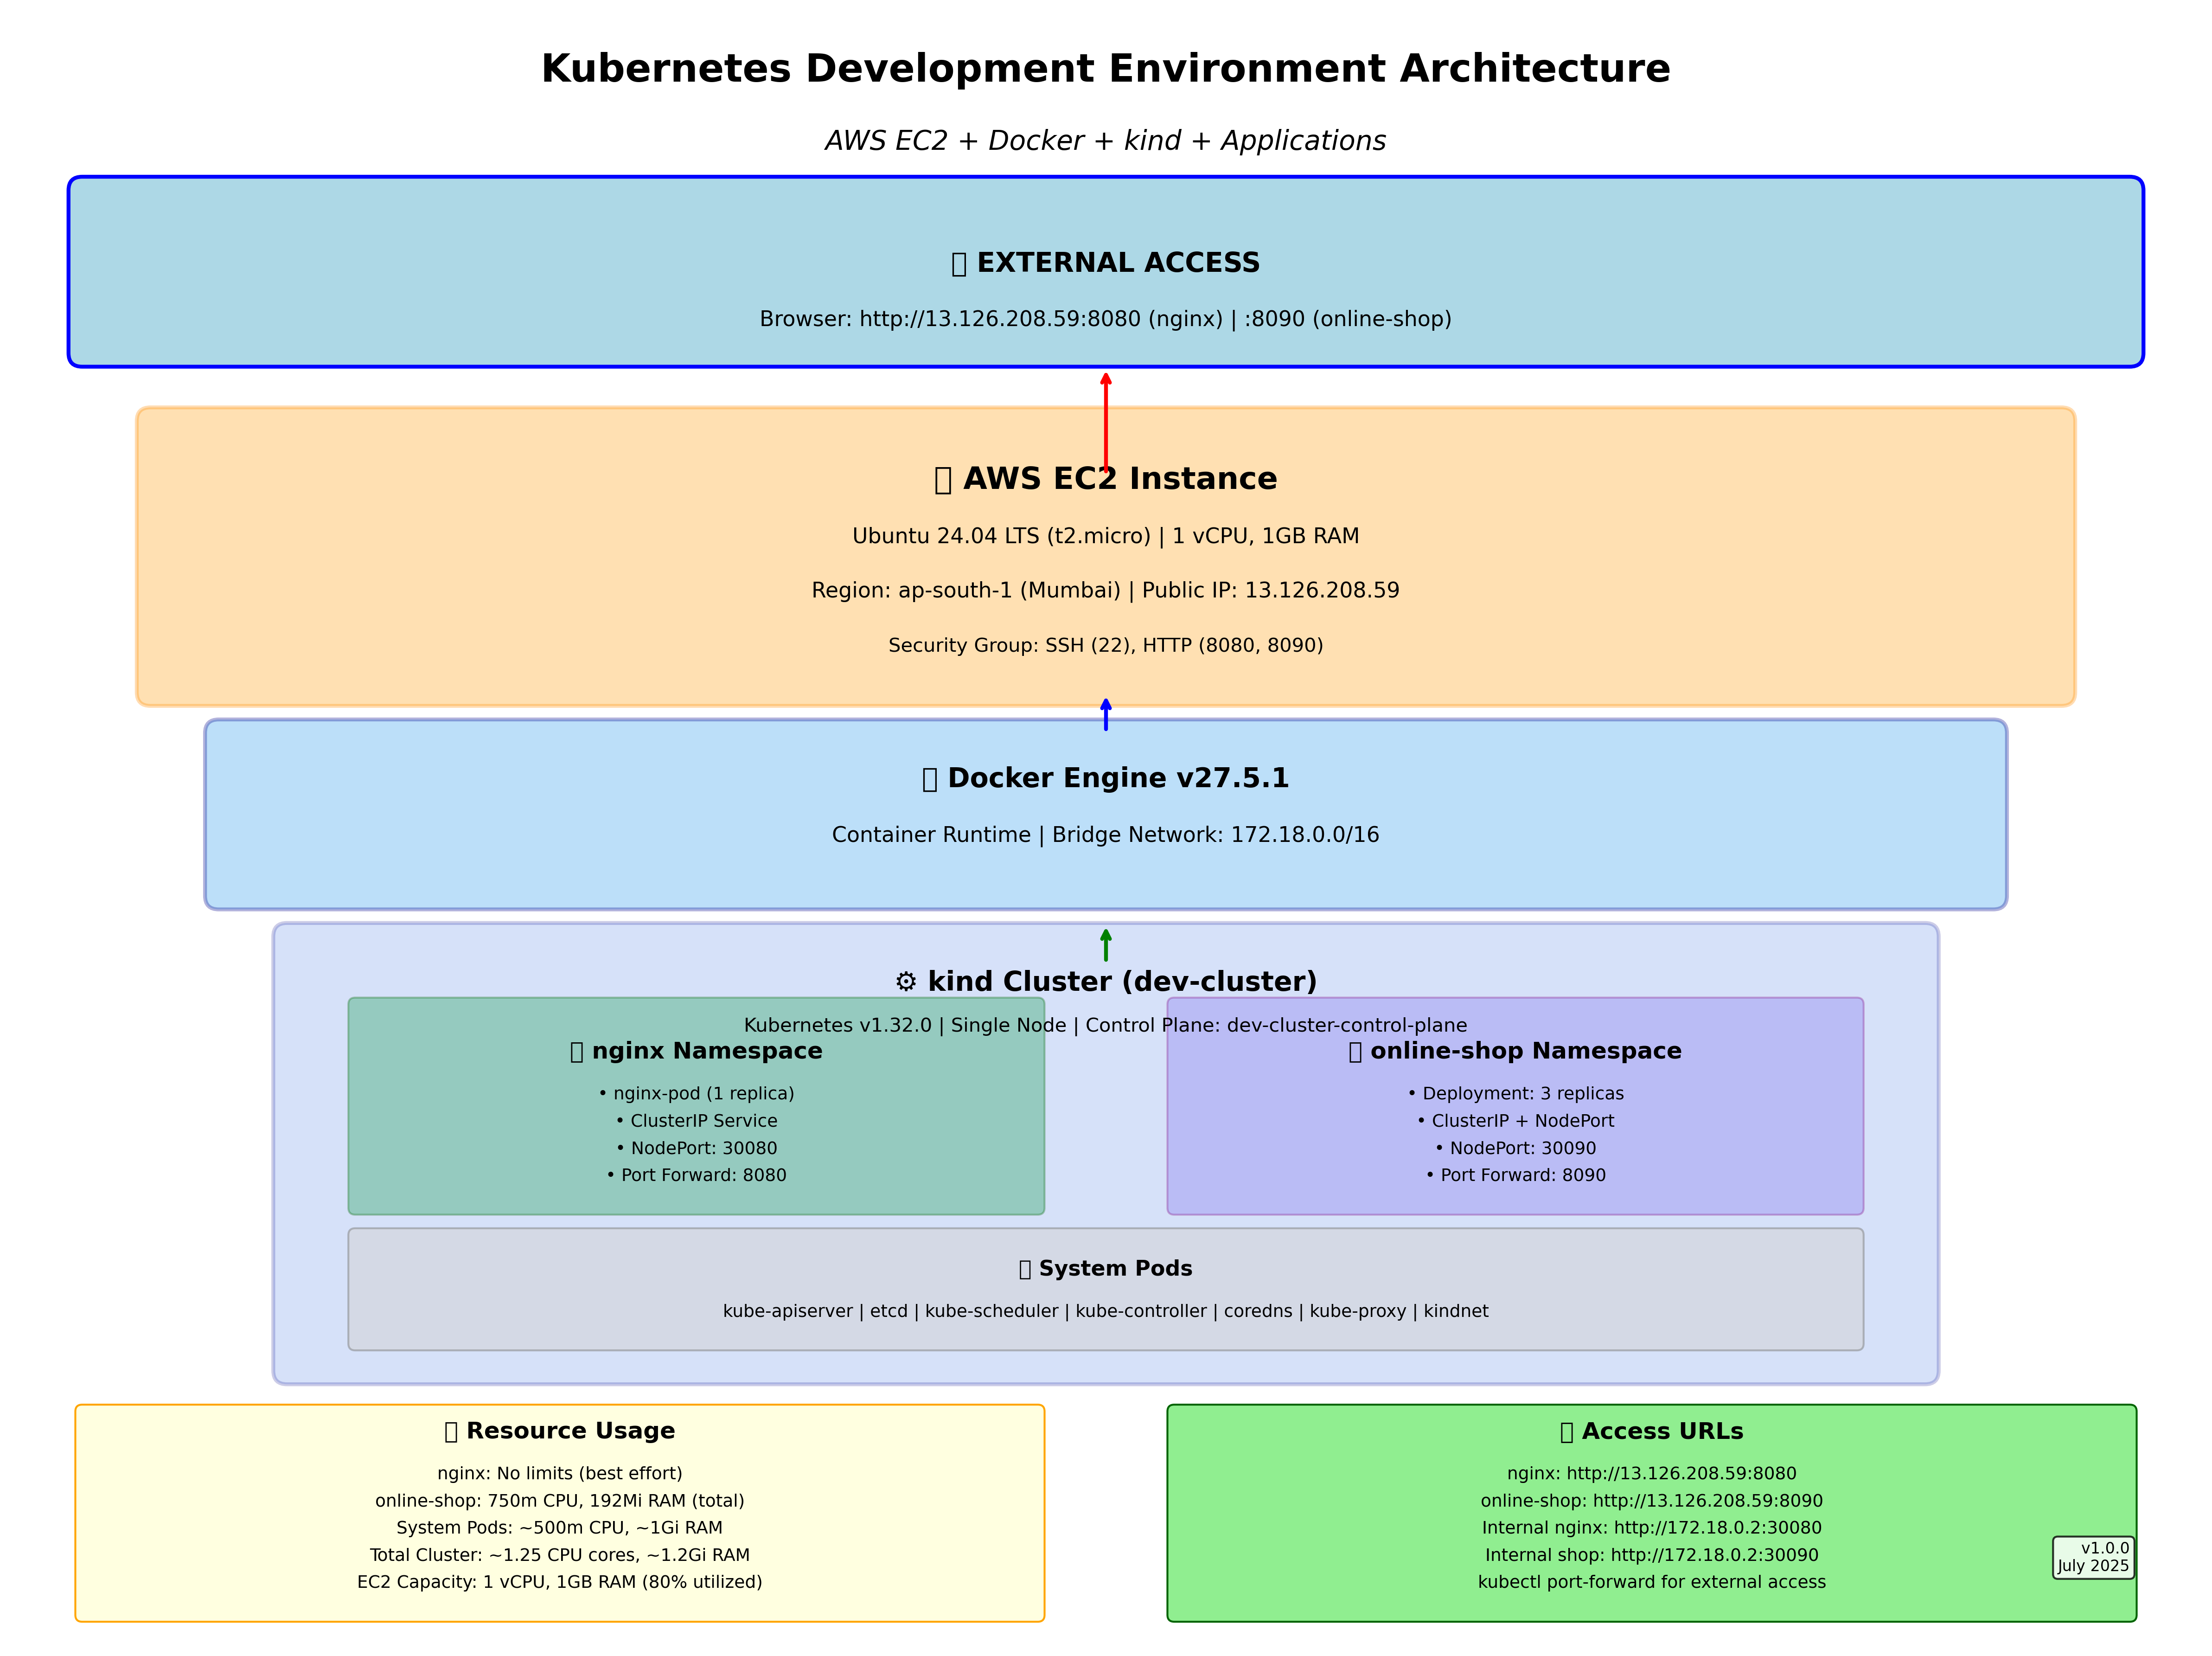 Kubernetes Development Environment Architecture
AWS EC2 + Docker + kind + Applications
EXTERNAL ACCESS
Browser: http://13.126.208.59:8080 (nginx) | :8090 (online-shop)
AWS EC2 Instance
Ubuntu 24.04 LTS (t2.micro) | 1 vCPU, 1GB RAM
Region: ap-south-1 (Mumbai) | Public IP: 13.126.208.59
Security Group: SSH (22), HTTP (8080, 8090)
Docker Engine v27.5.1
Container Runtime | Bridge Network: 172.18.0.0/16
⚙ kind Cluster (dev-cluster)
Kubernetes v1.32.0 | Single Node | Control Plane: dev-cluster-control-plane
nginx Namespace
• nginx-pod (1 replica)
• ClusterIP Service
• NodePort: 30080
• Port Forward: 8080
online-shop Namespace
• Deployment: 3 replicas
• ClusterIP + NodePort
• NodePort: 30090
• Port Forward: 8090
System Pods
kube-apiserver | etcd | kube-scheduler | kube-controller | coredns | kube-proxy | kindnet
Resource Usage
nginx: No limits (best effort)
online-shop: 750m CPU, 192Mi RAM (total)
System Pods: ~500m CPU, ~1Gi RAM
Total Cluster: ~1.25 CPU cores, ~1.2Gi RAM
EC2 Capacity: 1 vCPU, 1GB RAM (80% utilized)
Access URLs
nginx: http://13.126.208.59:8080
online-shop: http://13.126.208.59:8090
Internal nginx: http://172.18.0.2:30080
Internal shop: http://172.18.0.2:30090
kubectl port-forward for external access
v1.0.0
July 2025